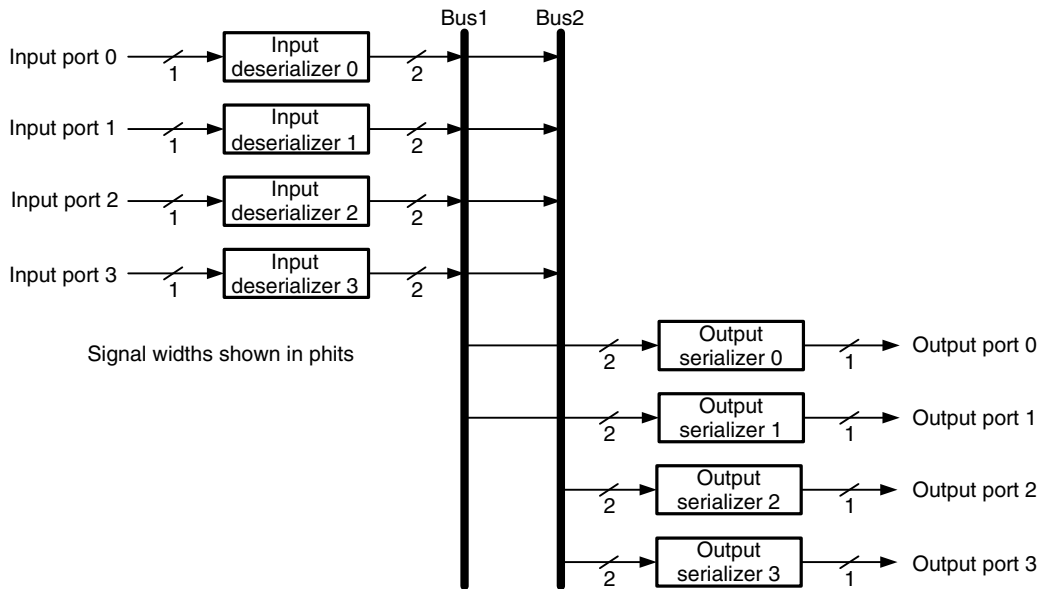 Bus1 Bus2
Input port 0 1 Input deserializer 0 2
Input port 1 1 Input deserializer 1 2
Input port 2 1 Input deserializer 2 2
Input port 3 1 Input deserializer 3 2
Signal widths shown in phits
2 Output serializer 0 1 Output port 0
2 Output serializer 1 1 Output port 1
2 Output serializer 2 1 Output port 2
2 Output serializer 3 1 Output port 3